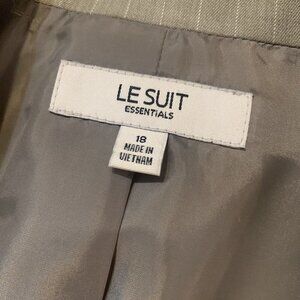 LE SUIT
ESSENTIALS
18
MADE IN
VIETNAM